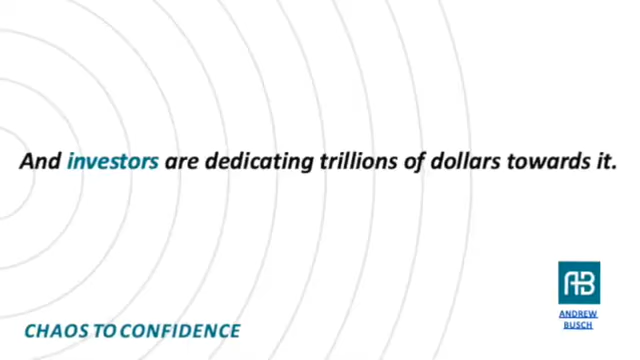 And investors are dedicating trillions of dollars towards it.
AB
ANDREW
BUSCH
CHAOS TO CONFIDENCE